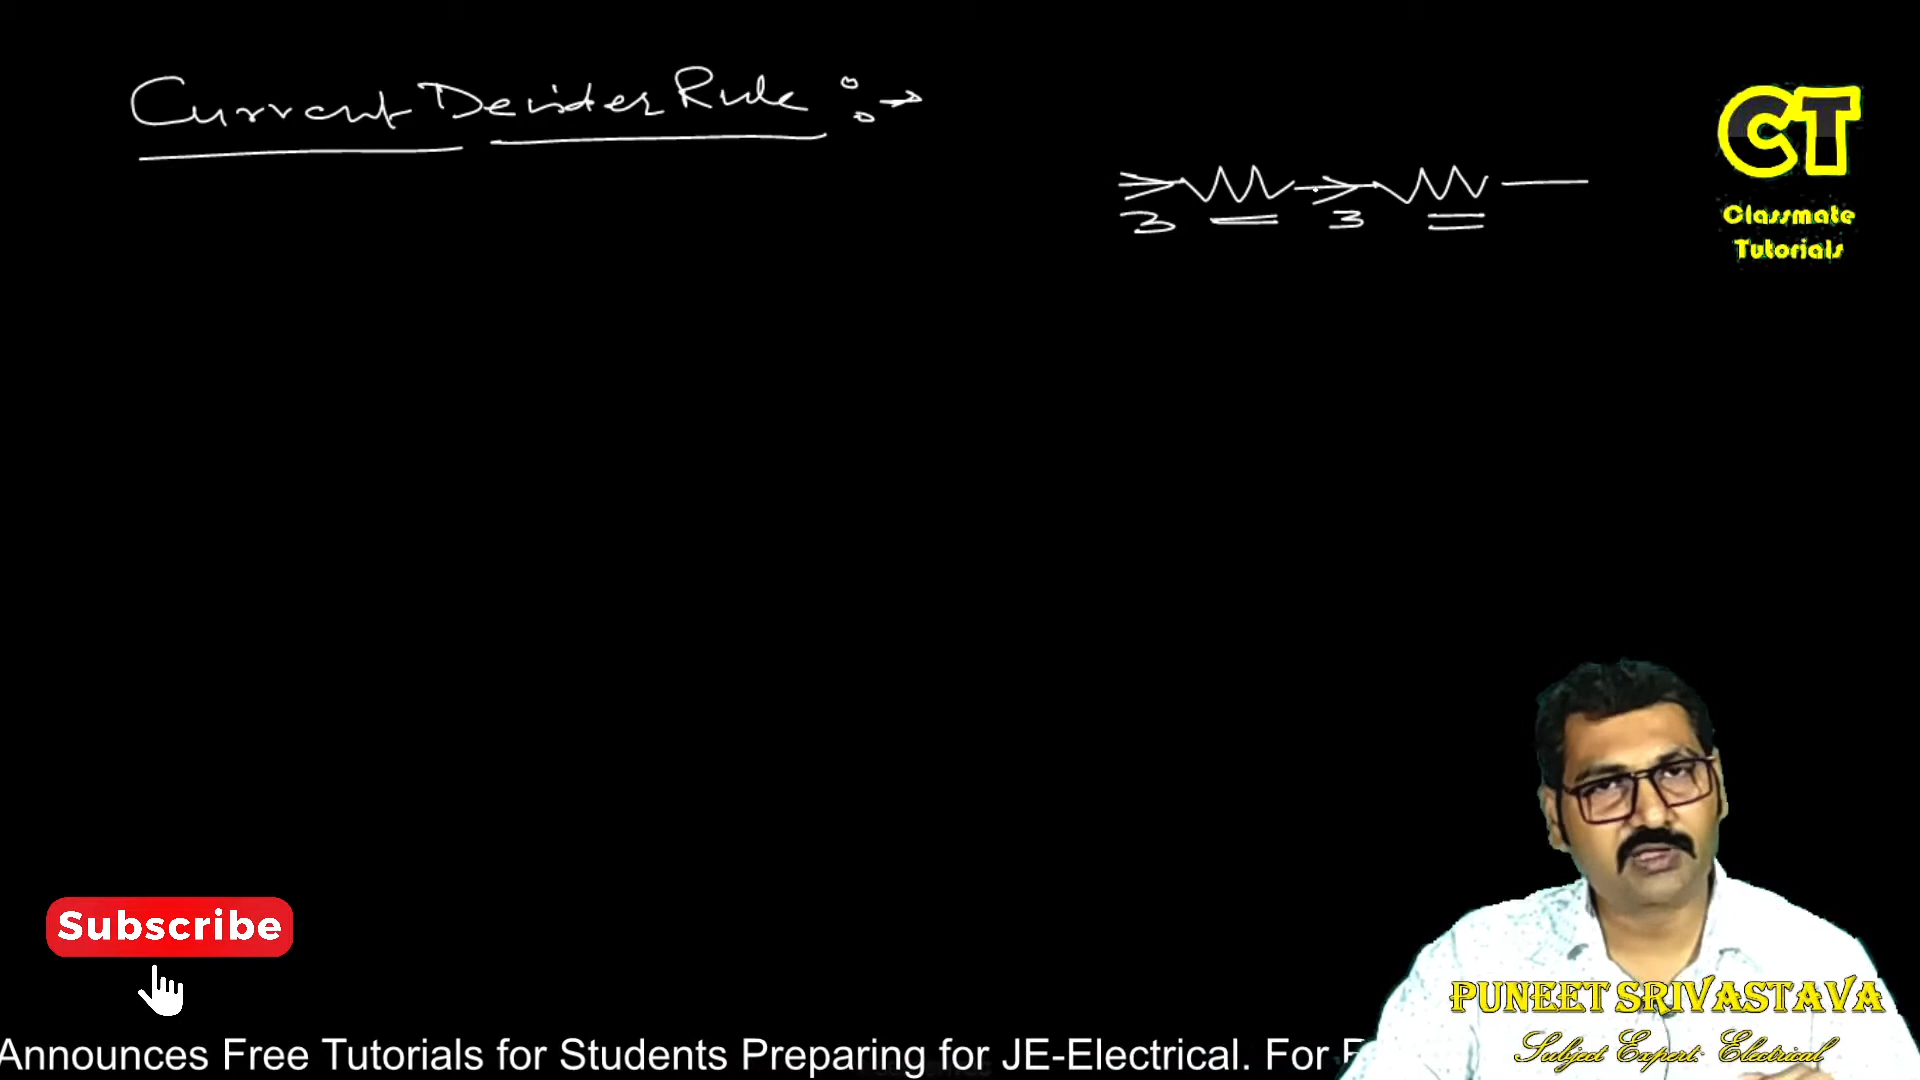 Current Devider Rule :->
3 3
CT
Classmate
Tutorials
Subscribe
PUNEET SRIVASTAVA
Subject Expert: Electrical
Announces Free Tutorials for Students Preparing for JE-Electrical. For